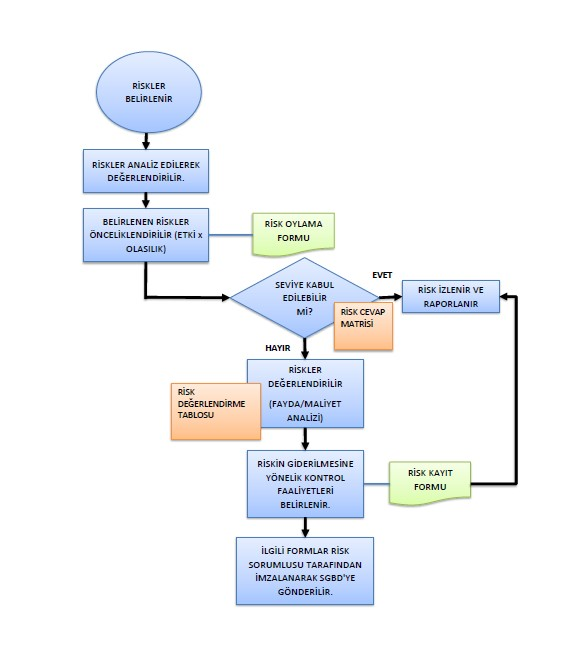 RİSKLER
BELİRLENİR
RİSKLER ANALİZ EDİLEREK
DEĞERLENDİRİLİR.
BELİRLENEN RİSKLER
ÖNCELİKLENDİRİLİR (ETKİ x
OLASILIK)
RİSK OYLAMA
FORMU
SEVİYE KABUL
EDİLEBİLİR
Mİ?
EVET
RİSK İZLENİR VE
RAPORLANIR
RİSK CEVAP
MATRİSİ
HAYIR
RİSKLER
DEĞERLENDİRİLİR
(FAYDA/MALİYET
ANALİZİ)
RİSK
DEĞERLENDİRME
TABLOSU
RİSKİN GİDERİLMESİNE
YÖNELİK KONTROL
FAALİYETLERİ
BELİRLENİR.
RİSK KAYIT
FORMU
İLGİLİ FORMLAR RİSK
SORUMLUSU TARAFINDAN
İMZALANARAK SGBD'YE
GÖNDERİLİR.